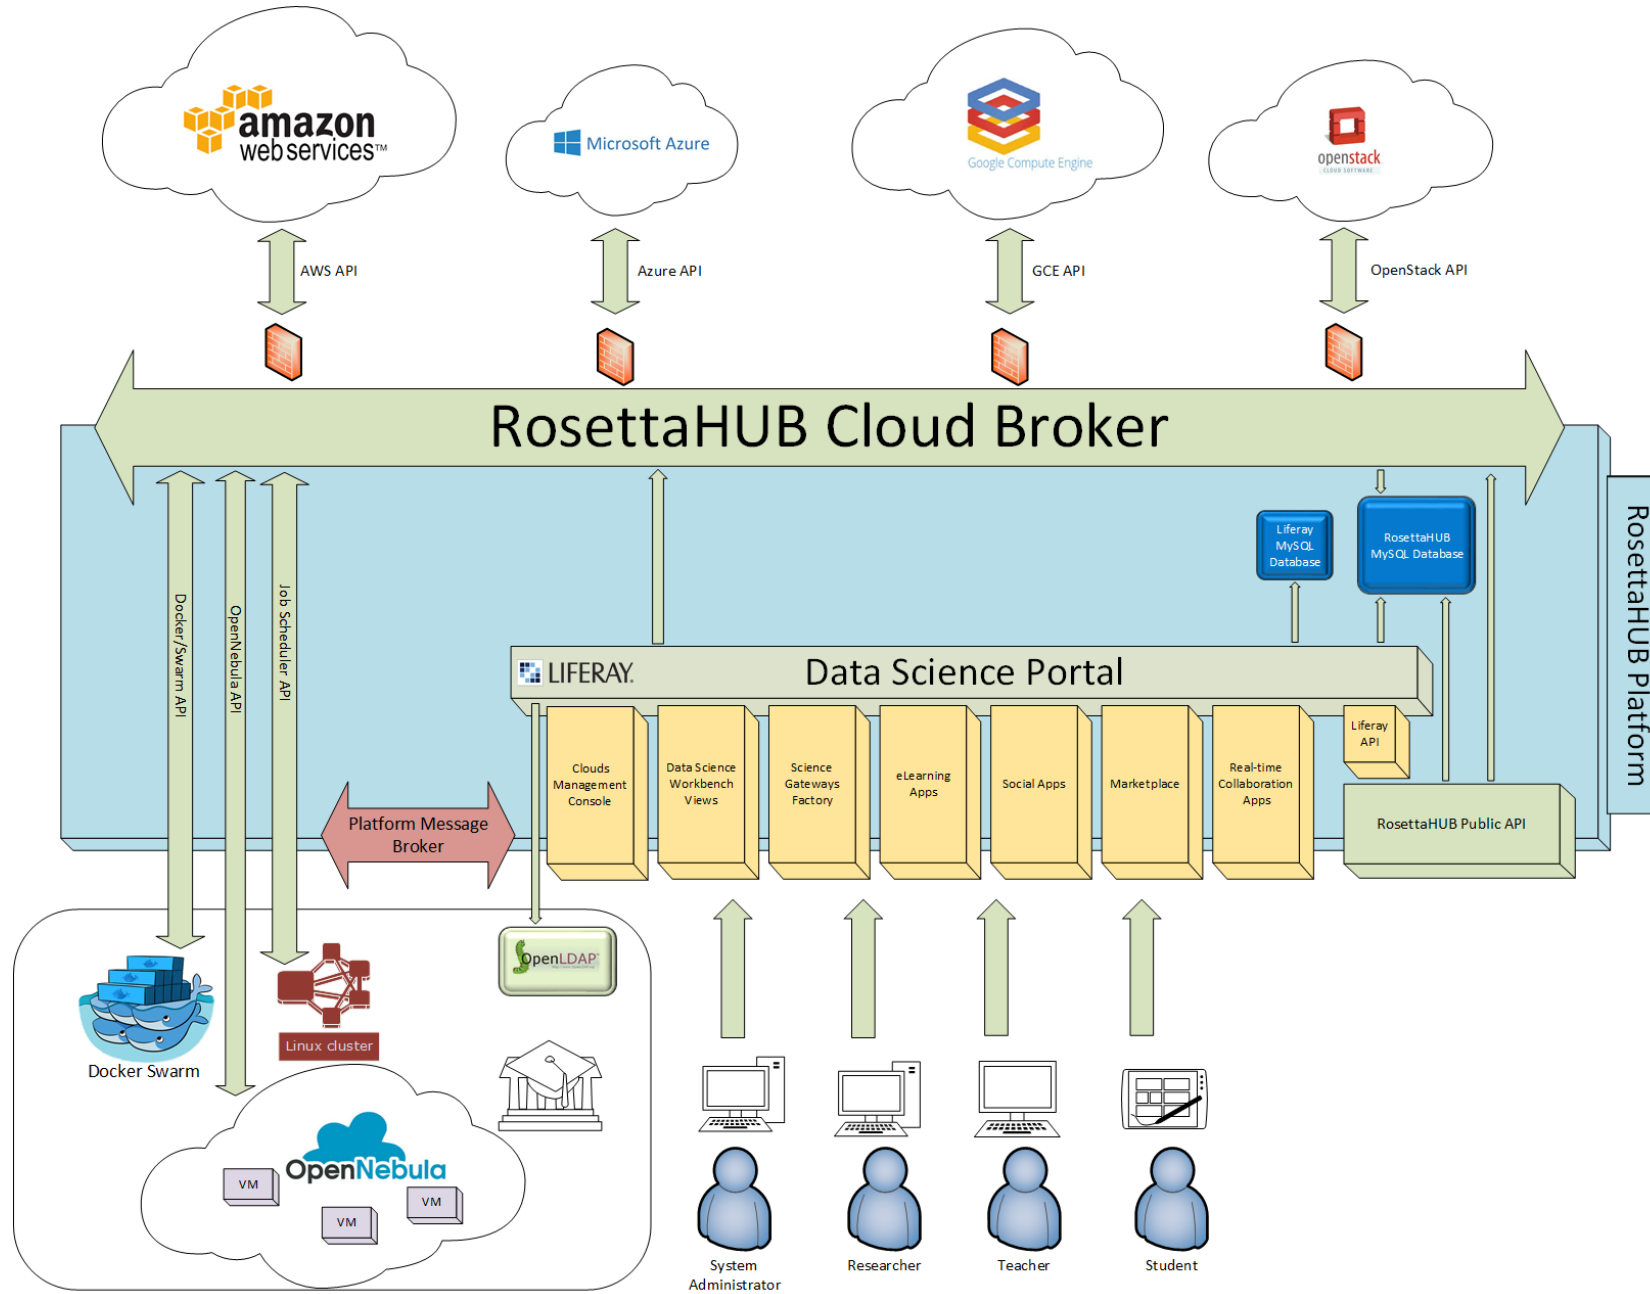 amazon
web services™
Microsoft Azure
Google Compute Engine
openstack
CLOUD SOFTWARE
AWS API
Azure API
GCE API
OpenStack API
RosettaHUB Cloud Broker
RosettaHUB Platform
Docker/Swarm API
OpenNebula API
Job Scheduler API
Liferay
MySQL
Database
RosettaHUB
MySQL Database
LIFERAY.
Data Science Portal
Clouds
Management
Console
Data Science
Workbench
Views
Science
Gateways
Factory
eLearning
Apps
Social Apps
Marketplace
Real-time
Collaboration
Apps
Liferay
API
RosettaHUB Public API
Platform Message
Broker
OpenLDAP
Docker Swarm
Linux cluster
OpenNebula
VM
VM
VM
System
Administrator
Researcher
Teacher
Student